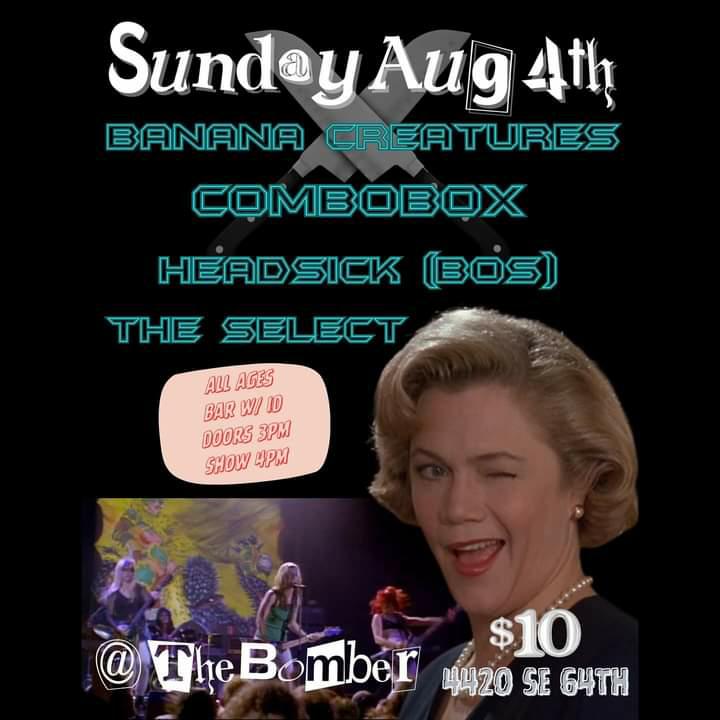 Sunday Aug 4th
BANANA CREATURES
COMBOBOX
HEADSICK (BOS)
THE SELECT
ALL AGES
BAR W/ ID
DOORS 3PM
SHOW 4PM
@ The Bomber
$10
4420 SE 64TH